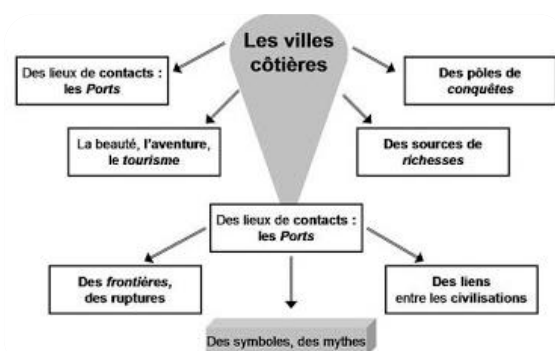 Les villes
côtières
Des lieux de contacts :
les Ports
Des pôles de
conquêtes
La beauté, l'aventure,
le tourisme
Des sources de
richesses
Des lieux de contacts :
les Ports
Des frontières,
des ruptures
Des liens
entre les civilisations
Des symboles, des mythes